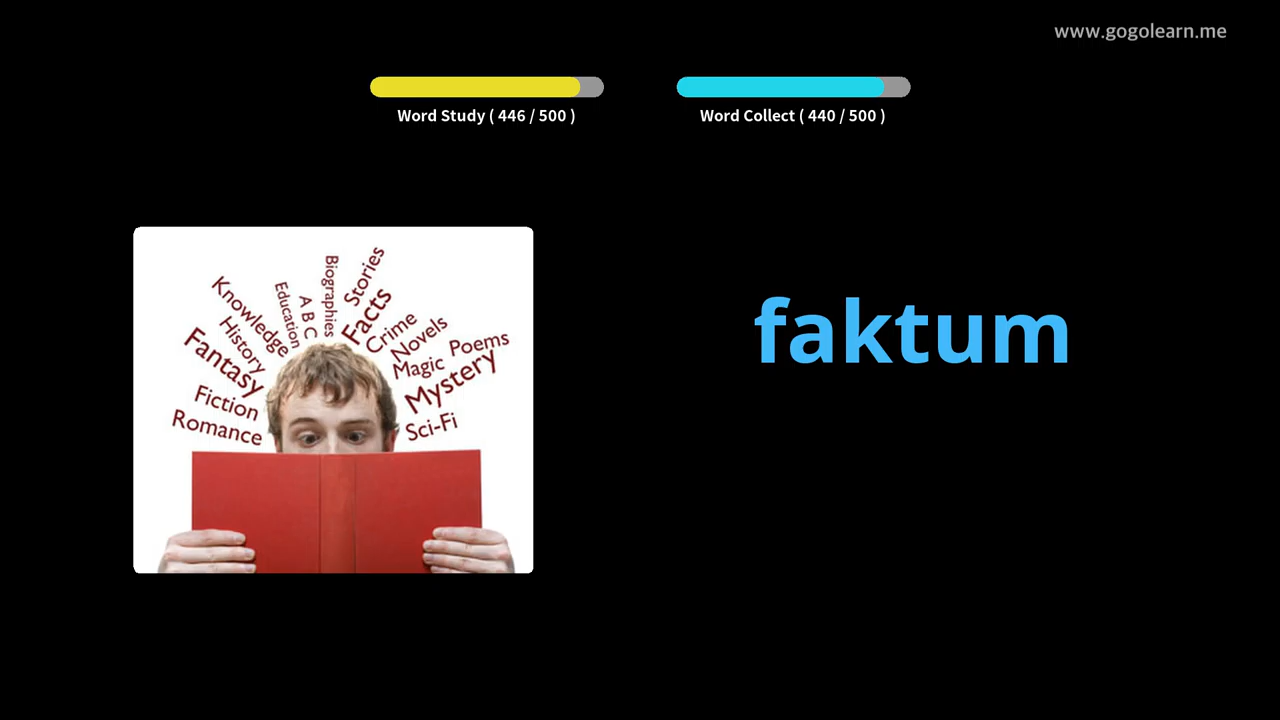 www.gogolearn.me
Word Study ( 446 / 500 )
Word Collect ( 440 / 500 )
Knowledge
History
Fantasy
Fiction
Romance
Education
A B C
Biographies
Stories
Facts
Crime
Novels
Magic
Poems
Mystery
Sci-Fi
faktum